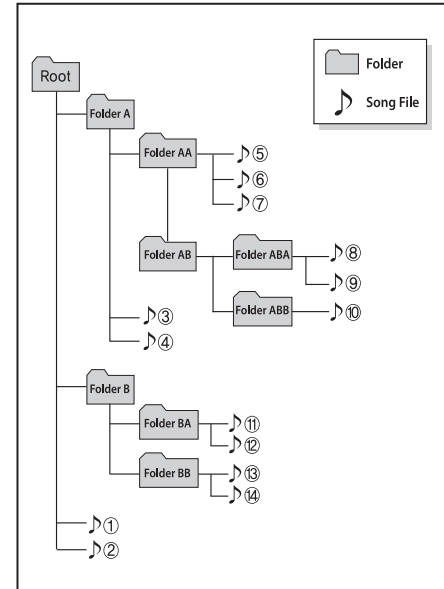 Root
Folder
Song File
Folder A
Folder AA
⑤
⑥
⑦
Folder AB
Folder ABA
⑧
⑨
Folder ABB
⑩
③
④
Folder B
Folder BA
⑪
⑫
Folder BB
⑬
⑭
①
②